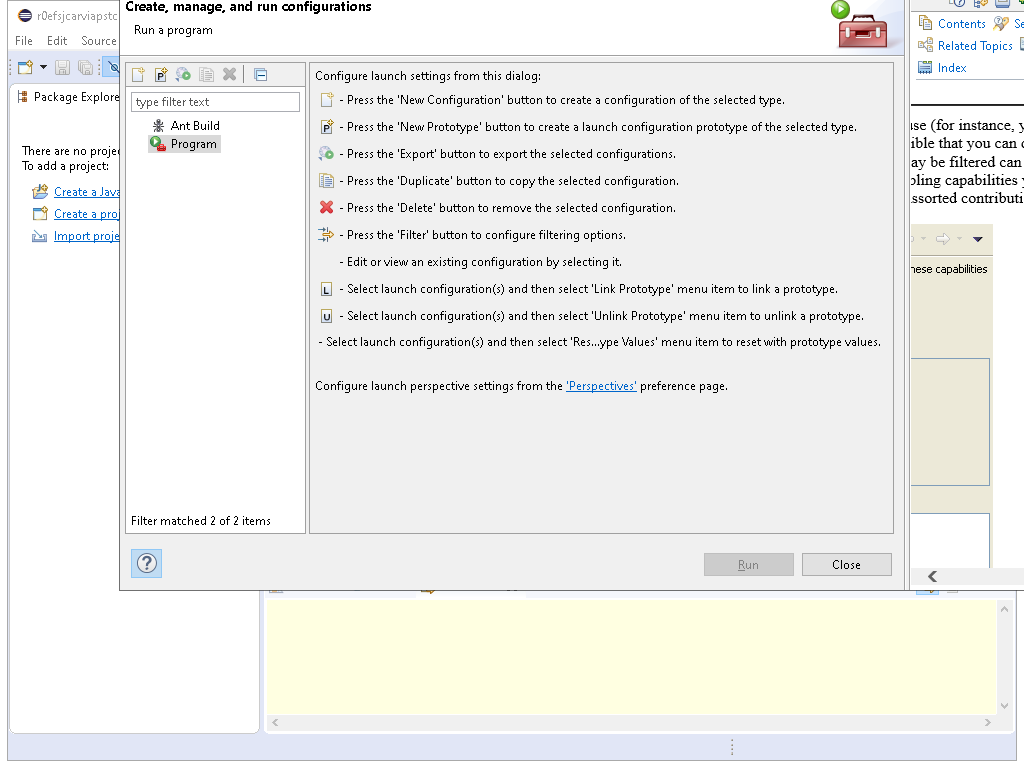 Create, manage, and run configurations
r0efsjcarviapstc
Run a program
File Edit Source
Contents
Related Topics
Index
Package Explore
type filter text
Ant Build
Program
There are no
To add a project:
Create a Java
Create a
Import
Configure launch settings from this dialog:
- Press the 'New Configuration' button to create a configuration of the selected type.
- Press the 'New Prototype' button to create a launch configuration prototype of the selected type.
- Press the 'Export' button to export the selected configurations.
- Press the 'Duplicate' button to copy the selected configuration.
- Press the 'Delete' button to remove the selected configuration.
- Press the 'Filter' button to configure filtering options.
- Edit or view an existing configuration by selecting it.
L - Select launch configuration(s) and then select 'Link Prototype' menu item to link a prototype.
U - Select launch configuration(s) and then select 'Unlink Prototype' menu item to unlink a prototype.
- Select launch configuration(s) and then select 'Res...ype Values' menu item to reset with prototype values.
Configure launch perspective settings from the 'Perspectives' preference page.
use (for instance,
ible that you can
ay be filtered can
bling capabilities
assorted contributi
hese capabilities
Filter matched 2 of 2 items
Run
Close